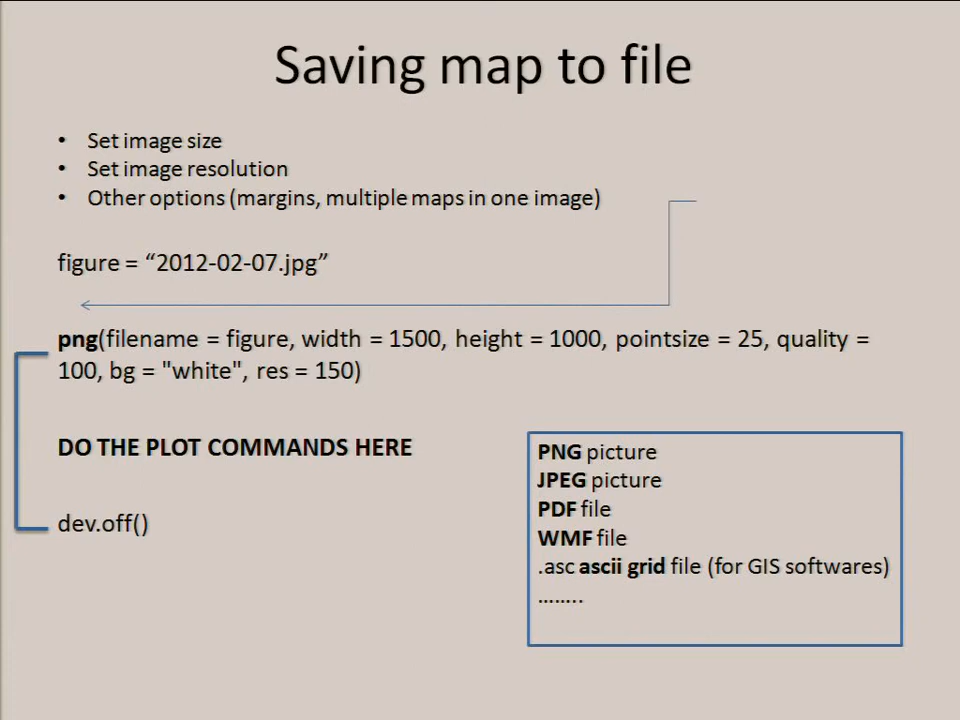 Saving map to file
• Set image size
• Set image resolution
• Other options (margins, multiple maps in one image)
figure = “2012-02-07.jpg”
png(filename = figure, width = 1500, height = 1000, pointsize = 25, quality =
100, bg = "white", res = 150)
DO THE PLOT COMMANDS HERE
dev.off()
PNG picture
JPEG picture
PDF file
WMF file
.asc ascii grid file (for GIS softwares)
........